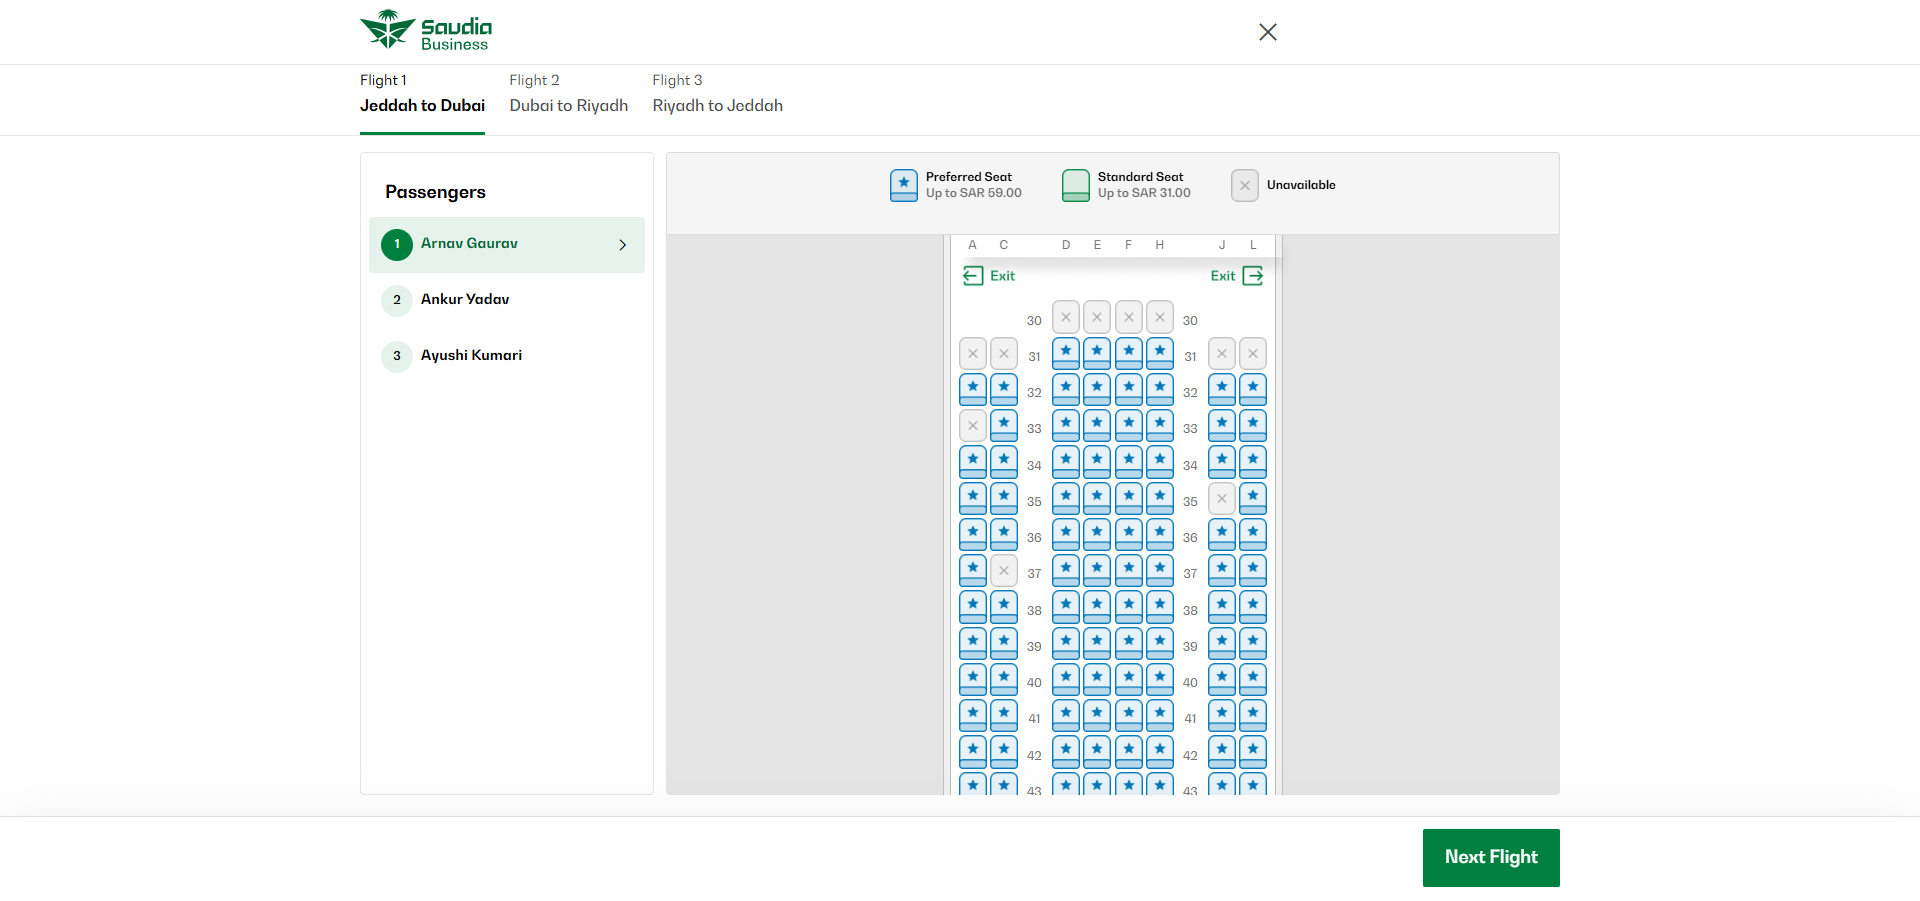 Saudia
Business
Flight 1
Jeddah to Dubai
Flight 2
Dubai to Riyadh
Flight 3
Riyadh to Jeddah
Passengers
1 Arnav Gaurav
2 Ankur Yadav
3 Ayushi Kumari
Preferred Seat
Up to SAR 59.00
Standard Seat
Up to SAR 31.00
Unavailable
A C D E F H J L
Exit Exit
30 30
31 31
32 32
33 33
34 34
35 35
36 36
37 37
38 38
39 39
40 40
41 41
42 42
43 43
Next Flight